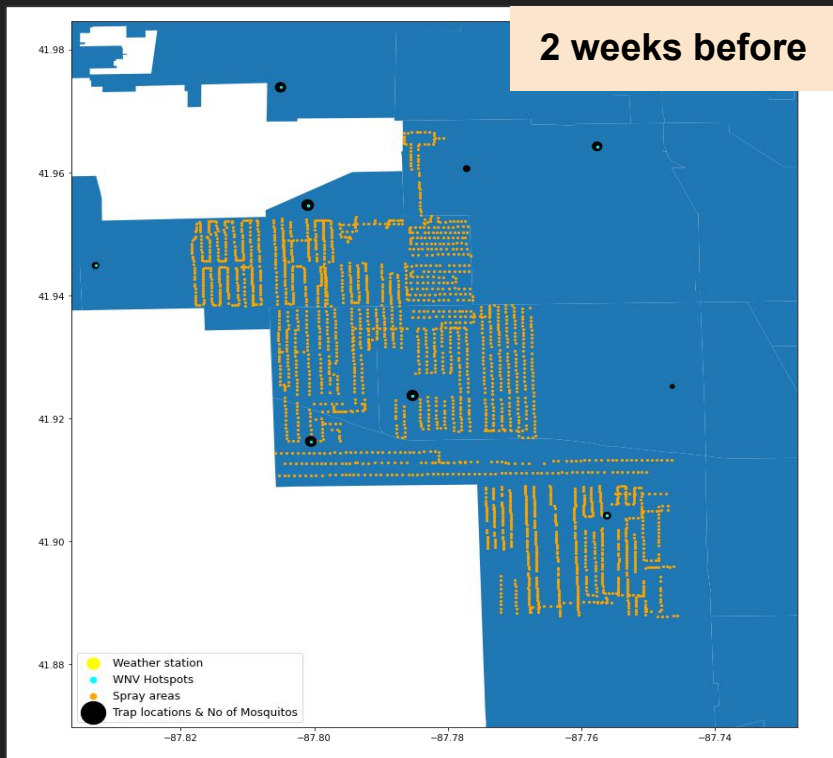 2 weeks before
41.98
41.96
41.94
41.92
41.90
41.88
Weather station
WNV Hotspots
Spray areas
Trap locations & No of Mosquitos
−87.82
−87.80
−87.78
−87.76
−87.74